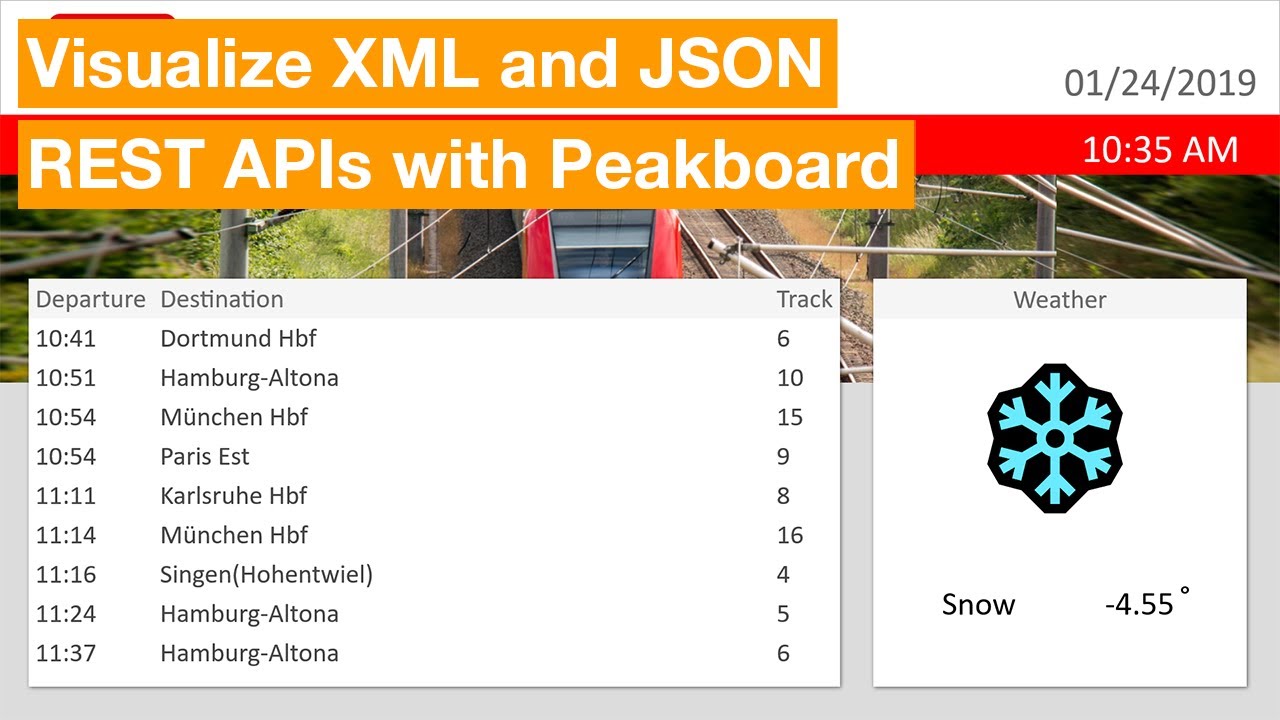 Visualize XML and JSON
REST APIs with Peakboard
01/24/2019
10:35 AM
Departure Destination Track
10:41 Dortmund Hbf 6
10:51 Hamburg-Altona 10
10:54 München Hbf 15
10:54 Paris Est 9
11:11 Karlsruhe Hbf 8
11:14 München Hbf 16
11:16 Singen(Hohentwiel) 4
11:24 Hamburg-Altona 5
11:37 Hamburg-Altona 6
Weather
Snow -4.55°